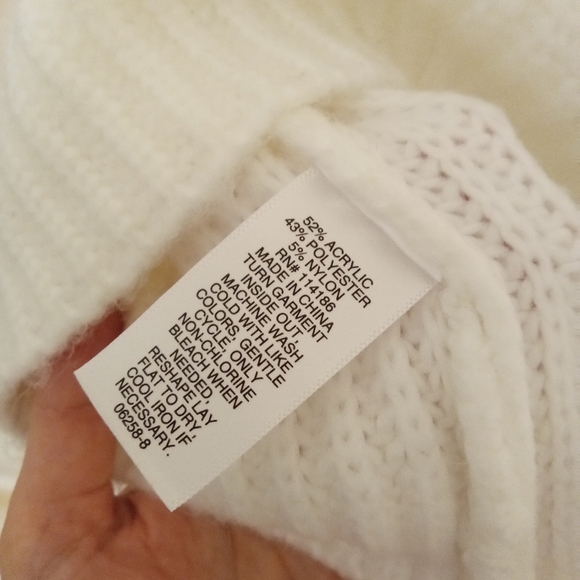 52% ACRYLIC
43% POLYESTER
5% NYLON
RN# 114186
MADE IN CHINA
TURN GARMENT
INSIDE OUT,
MACHINE WASH
COLD WITH LIKE
COLORS, GENTLE
CYCLE. ONLY
NON-CHLORINE
BLEACH WHEN
NEEDED.
RESHAPE LAY
FLAT TO DRY.
COOL IRON IF
NECESSARY.
06258-8